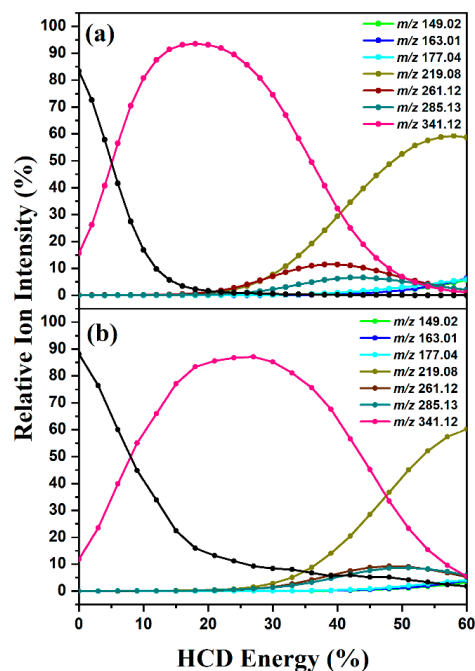 Relative Ion Intensity (%)
(a)
100
90
80
70
60
50
40
30
20
10
0
m/z 149.02
m/z 163.01
m/z 177.04
m/z 219.08
m/z 261.12
m/z 285.13
m/z 341.12
(b)
100
90
80
70
60
50
40
30
20
10
0
m/z 149.02
m/z 163.01
m/z 177.04
m/z 219.08
m/z 261.12
m/z 285.13
m/z 341.12
0 10 20 30 40 50 60
HCD Energy (%)